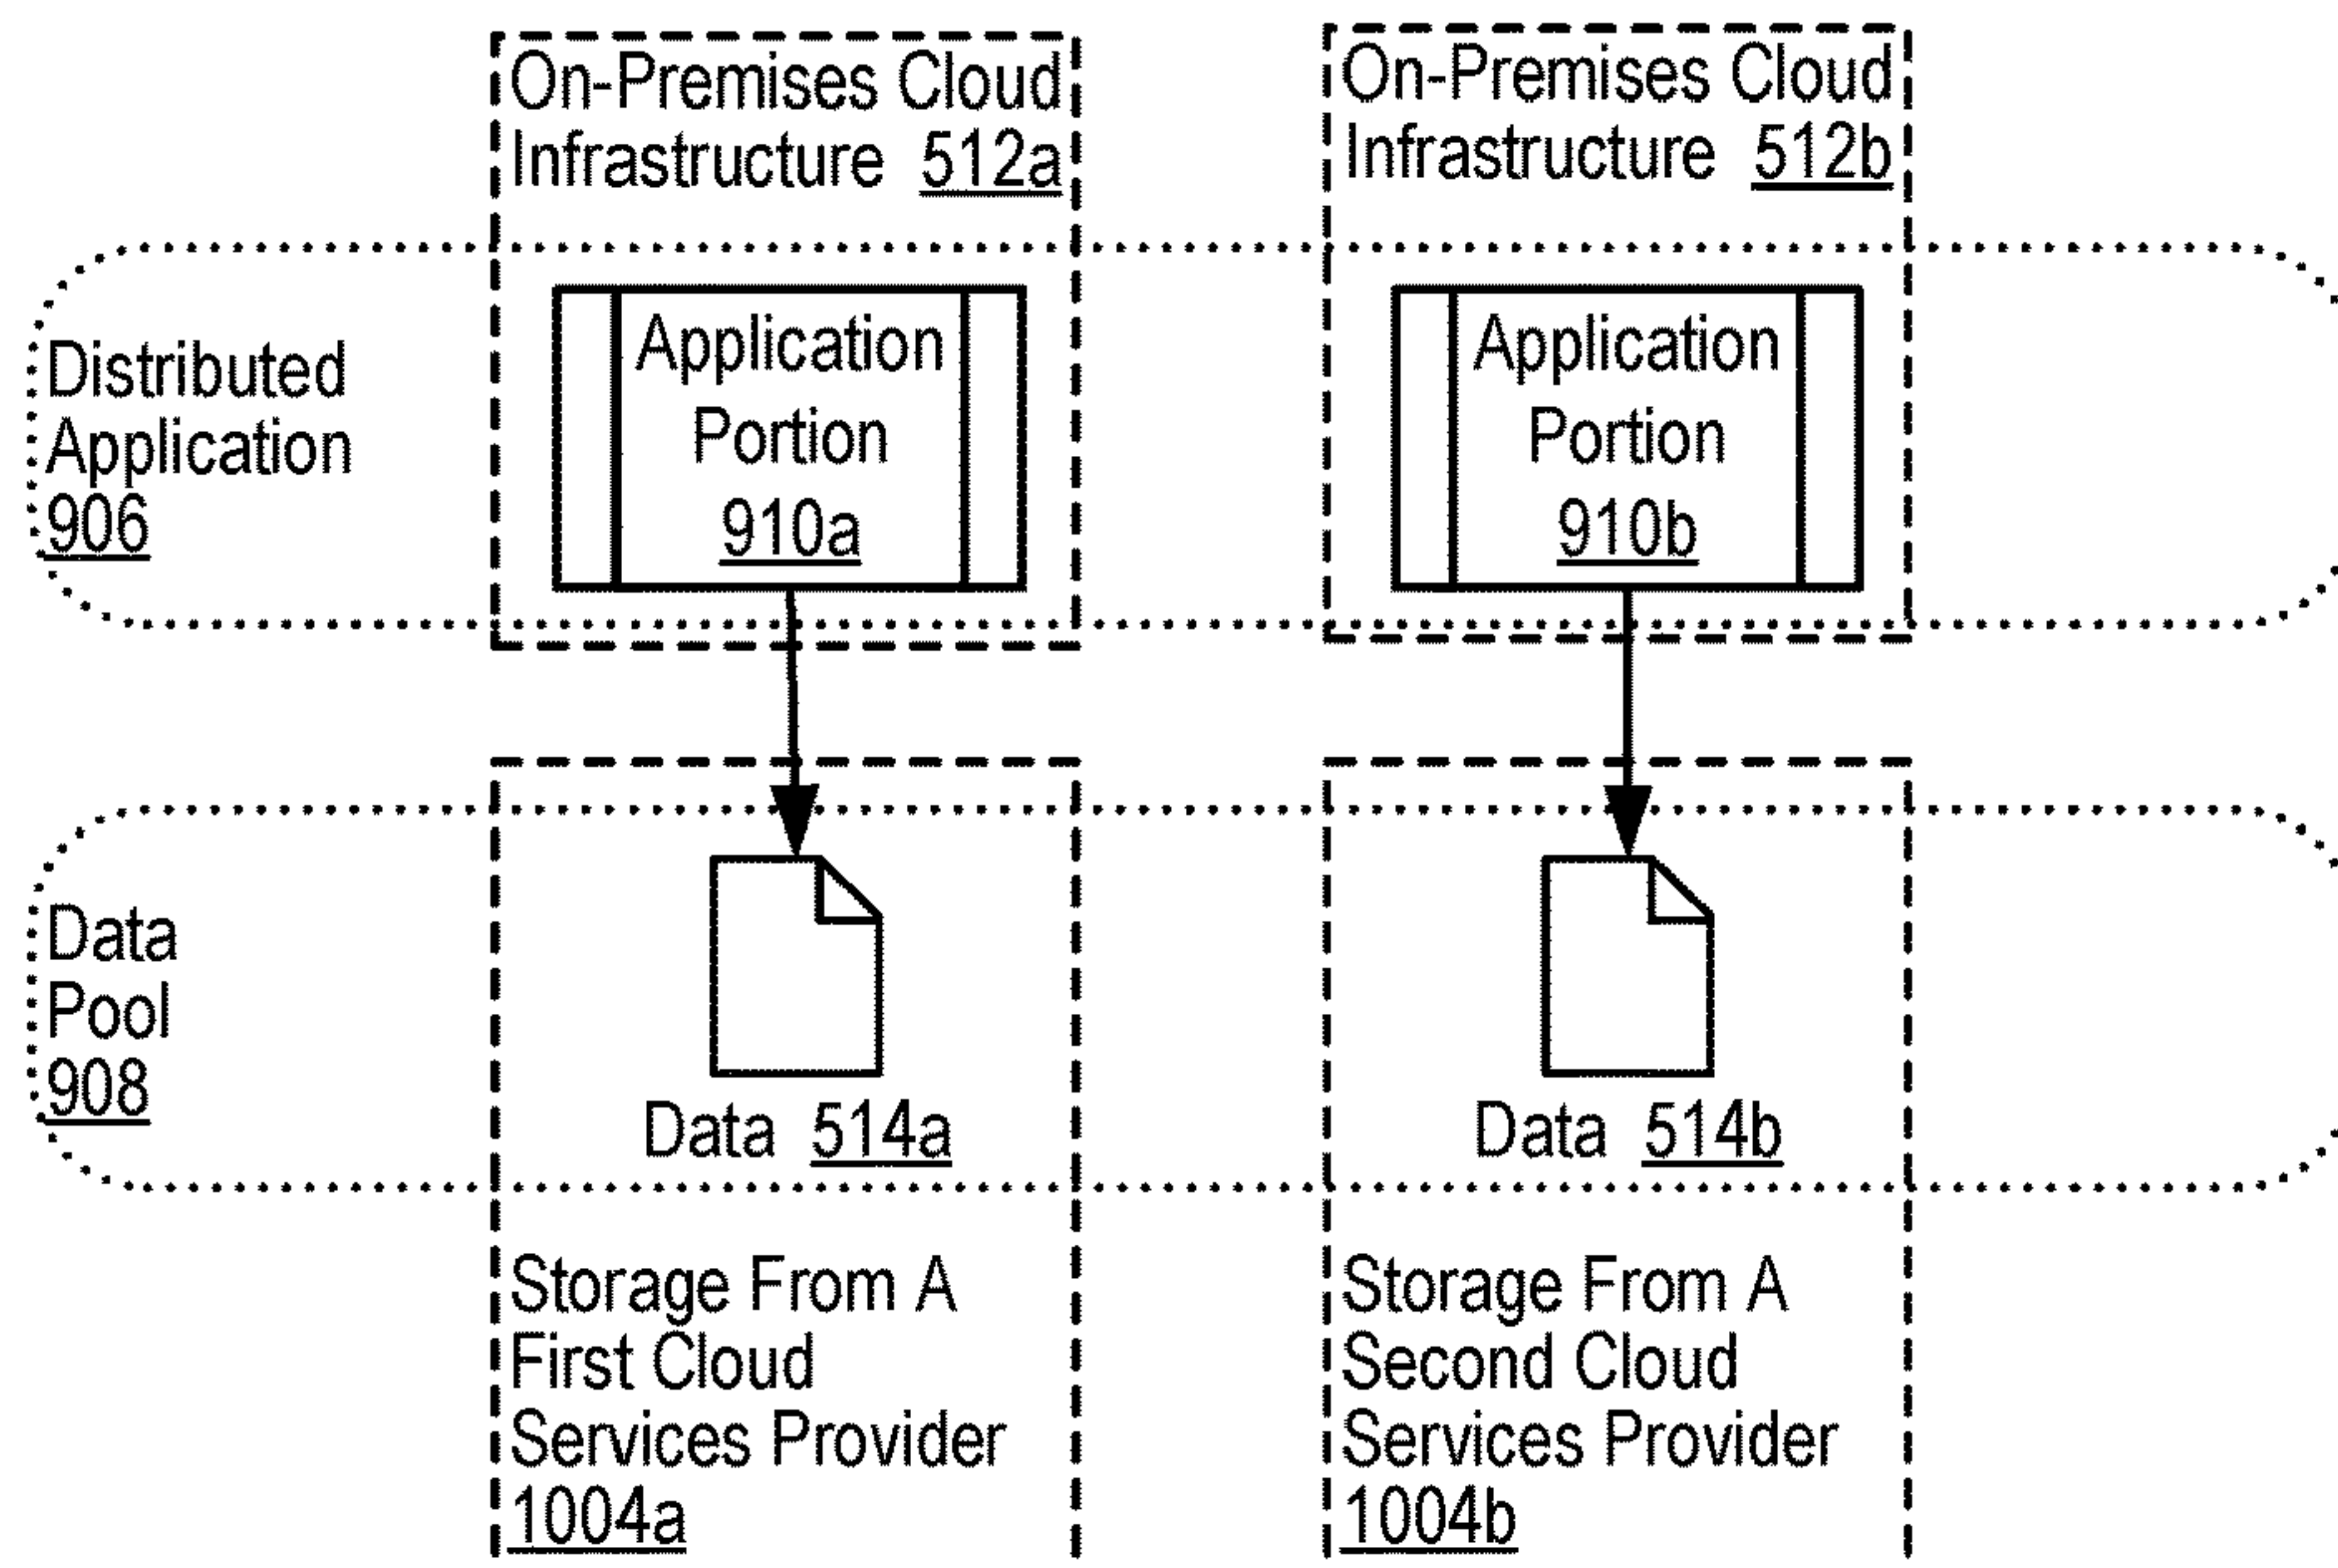 On-Premises Cloud
Infrastructure 512a
On-Premises Cloud
Infrastructure 512b
Distributed
Application
906
Application
Portion
910a
Application
Portion
910b
Data
Pool
908
Data 514a
Data 514b
Storage From A
First Cloud
Services Provider
1004a
Storage From A
Second Cloud
Services Provider
1004b